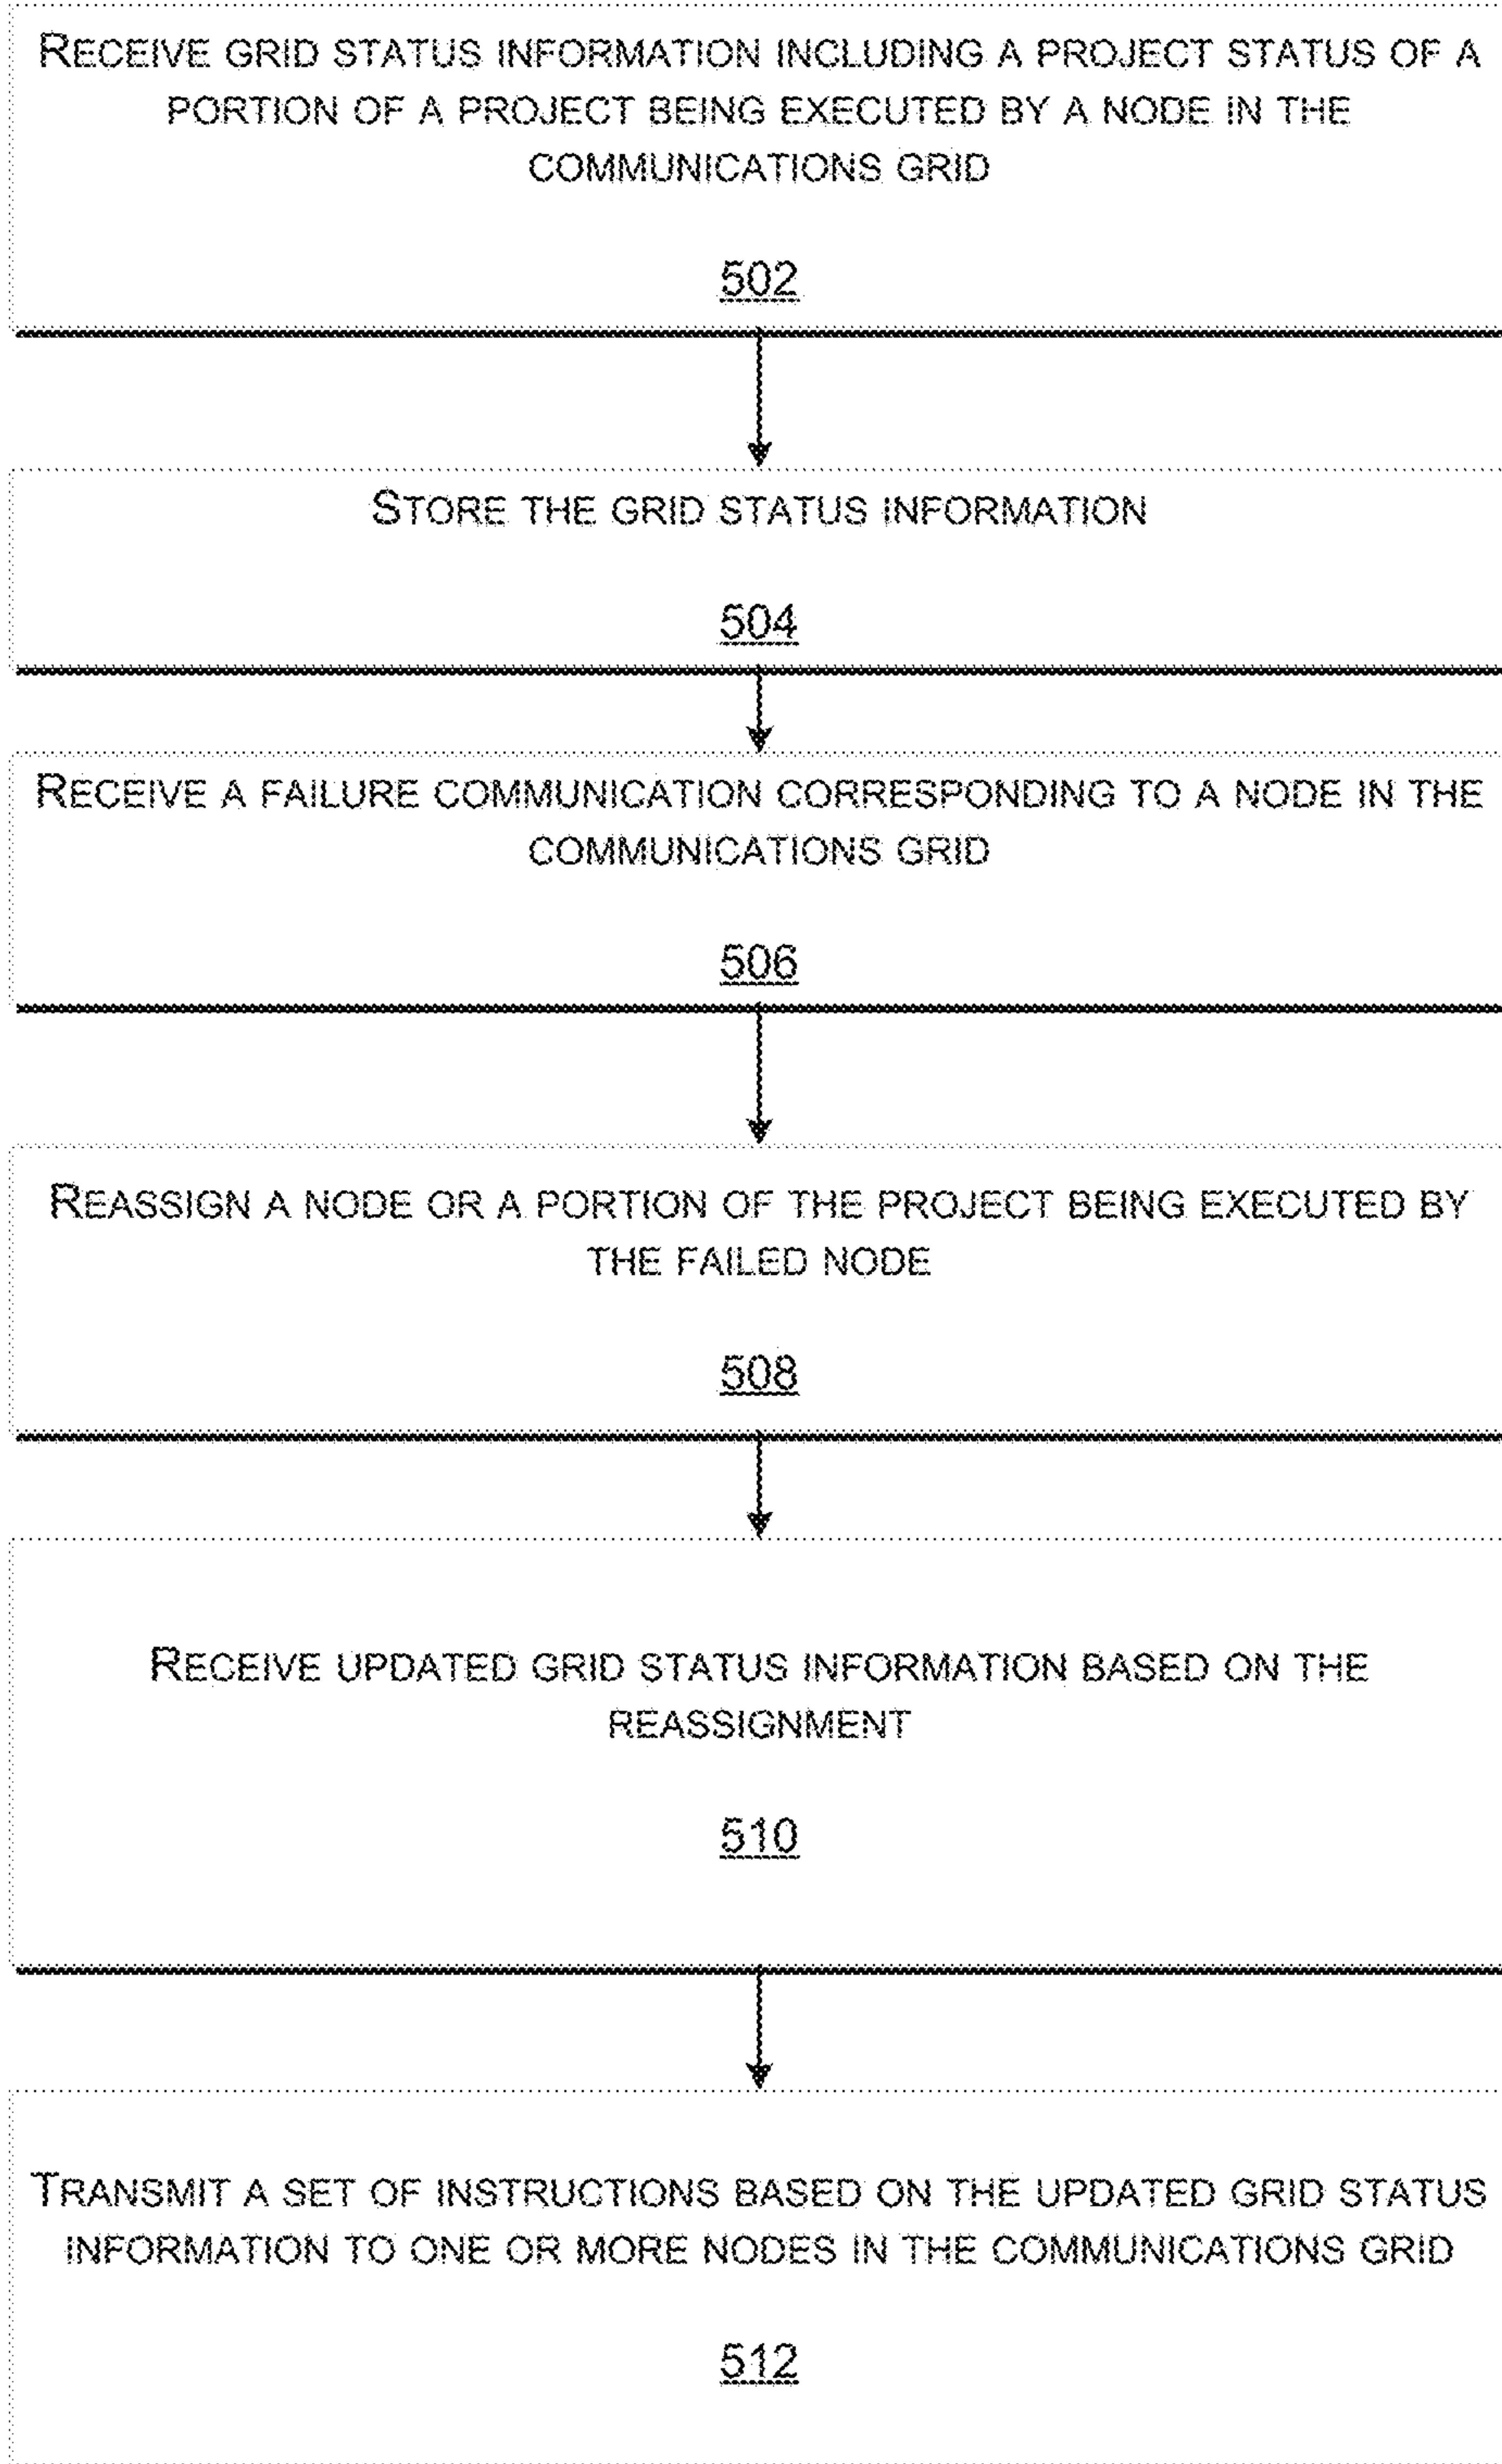 RECEIVE GRID STATUS INFORMATION INCLUDING A PROJECT STATUS OF A
PORTION OF A PROJECT BEING EXECUTED BY A NODE IN THE
COMMUNICATIONS GRID
502
STORE THE GRID STATUS INFORMATION
504
RECEIVE A FAILURE COMMUNICATION CORRESPONDING TO A NODE IN THE
COMMUNICATIONS GRID
506
REASSIGN A NODE OR A PORTION OF THE PROJECT BEING EXECUTED BY
THE FAILED NODE
508
RECEIVE UPDATED GRID STATUS INFORMATION BASED ON THE
REASSIGNMENT
510
TRANSMIT A SET OF INSTRUCTIONS BASED ON THE UPDATED GRID STATUS
INFORMATION TO ONE OR MORE NODES IN THE COMMUNICATIONS GRID
512